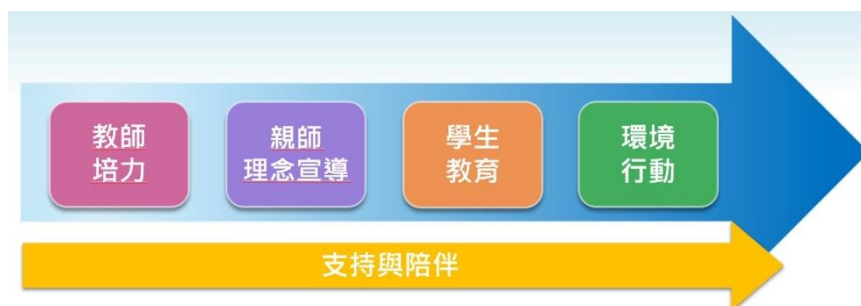 教師
培力
親師
理念宣導
學生
教育
環境
行動
支持與陪伴